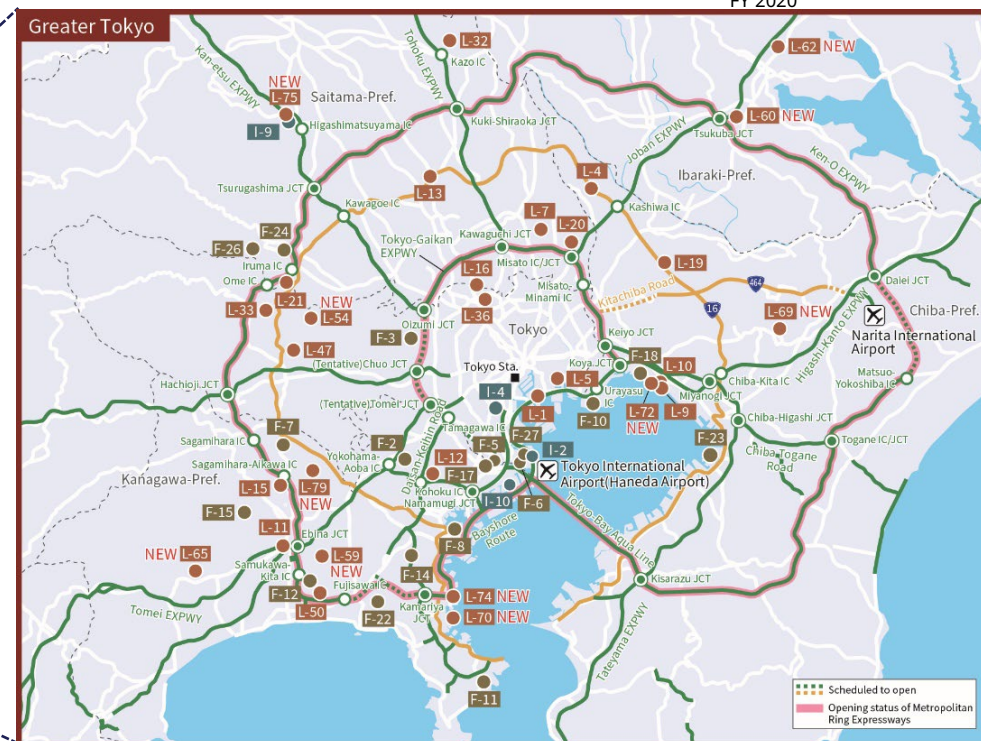 FY 2020
Greater Tokyo
L-32
L-62 NEW
Tohoku EXPWY
Kan-etsu EXPWY
Kazo IC
NEW
L-75
Saitama-Pref.
I-9
Higashimatsuyama IC
Kuki-Shiraoka JCT
L-60 NEW
Tsukuba JCT
Joban EXPWY
Ken-O EXPWY
Ibaraki-Pref.
L-13
L-4
Tsurugashima JCT
Kawagoe IC
Kashiwa IC
L-7
L-20
Kawaguchi JCT
F-24
F-26
Tokyo-Gaikan
EXPWY
Misato IC/JCT
L-19
Iruma IC
Ome IC
L-16
Misato-
Minami IC
Kitachiba Road
464
Daiei JCT
L-21
L-33
NEW
L-54
L-36
16
L-69 NEW
Chiba-Pref.
Oizumi JCT
Tokyo
Keiyo JCT
Narita International
Airport
F-3
L-47
(Tentative)Chuo JCT
Tokyo Sta.
Koya JCT
F-18
L-10
Higashi-Kanto EXPWY
Matsuo-
Yokoshiba IC
Hachioji JCT
L-5
Urayasu
IC
Chiba-Kita IC
Miyanogi JCT
(Tentative)Tomei JCT
I-4
L-1
F-10
L-72
NEW
L-9
Chiba-Higashi JCT
Tamagawa IC
F-7
Daisan-Keihin Road
F-27
F-23
Togane IC/JCT
Sagamihara IC
F-2
F-5
I-2
Chiba-Togane
Road
Yokohama-
Aoba IC
L-12
F-17
Tokyo International
Airport(Haneda Airport)
Sagamihara-Aikawa IC
Kanagawa-Pref.
L-15
L-79
NEW
Kohoku IC
Namamugi JCT
I-10
F-6
F-15
Bayshore
Route
Tokyo-Bay Aqua Line
L-11
Ebina JCT
F-8
NEW L-65
L-59
NEW
Samukawa-
Kita IC
Fujisawa IC
F-14
Kisarazu JCT
F-12
L-50
F-22
Kamariya
JCT
L-74 NEW
L-70 NEW
Tomei EXPWY
Tateyama EXPWY
F-11
Scheduled to open
Opening status of Metropolitan
Ring Expressways